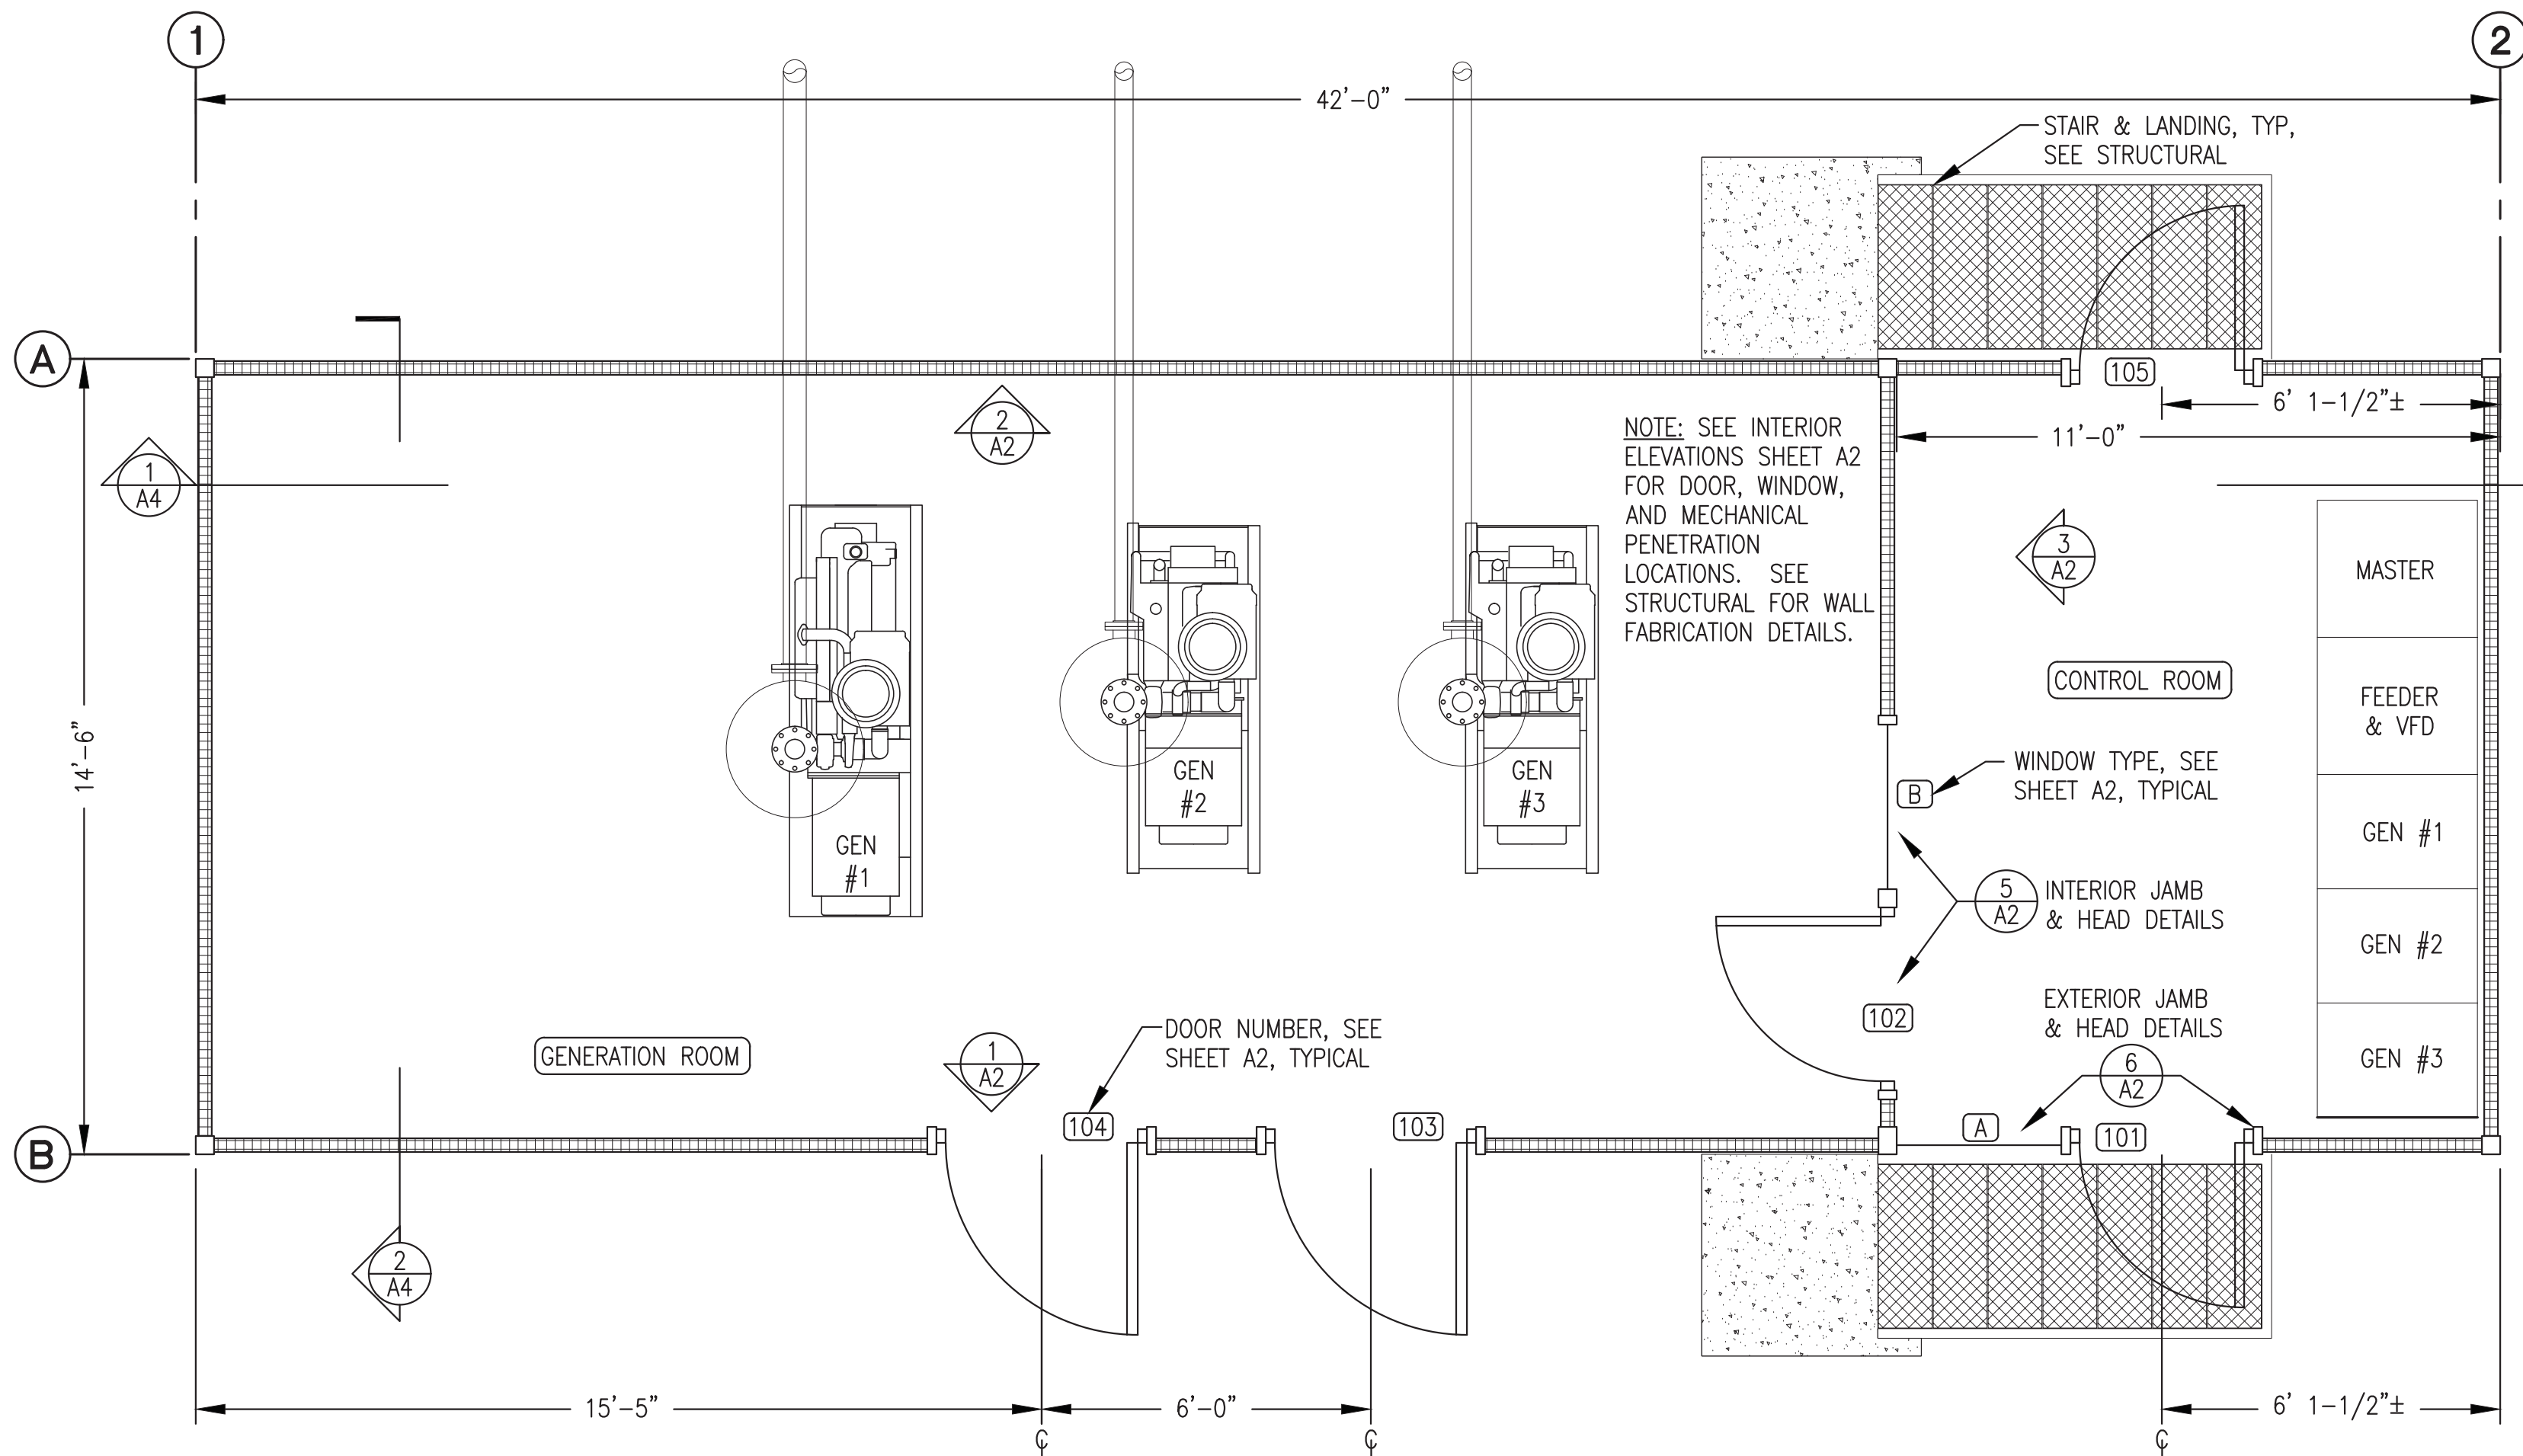 1
2
42'-0"
STAIR & LANDING, TYP,
SEE STRUCTURAL
A
105
6' 1-1/2"±
11'-0"
2
A2
NOTE: SEE INTERIOR
ELEVATIONS SHEET A2
FOR DOOR, WINDOW,
AND MECHANICAL
PENETRATION
LOCATIONS. SEE
STRUCTURAL FOR WALL
FABRICATION DETAILS.
1
A4
3
A2
MASTER
CONTROL ROOM
FEEDER
& VFD
14'-6"
WINDOW TYPE, SEE
SHEET A2, TYPICAL
B
GEN
#1
GEN
#2
GEN
#3
GEN #1
5
A2
INTERIOR JAMB
& HEAD DETAILS
GEN #2
102
EXTERIOR JAMB
& HEAD DETAILS
GENERATION ROOM
1
A2
DOOR NUMBER, SEE
SHEET A2, TYPICAL
6
A2
GEN #3
104
103
A
101
B
2
A4
15'-5"
6'-0"
6' 1-1/2"±
℄
℄
℄